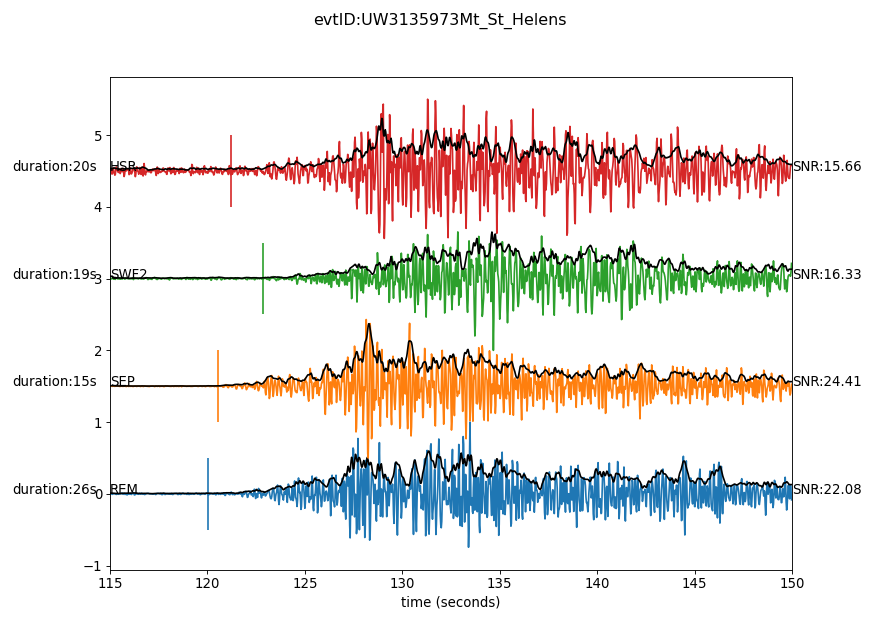 evtID:UW3135973Mt_St_Helens
5
duration:20s HSR SNR:15.66
4
duration:19s 3 SWF2 SNR:16.33
2
duration:15s SEP SNR:24.41
1
duration:26s 0 REM SNR:22.08
−1
115 120 125 130 135 140 145 150
time (seconds)